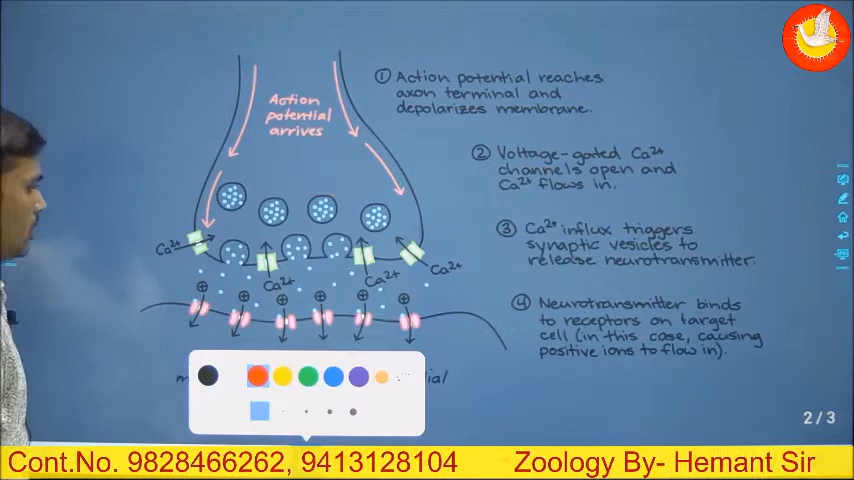 Action
potential
arrives
① Action potential reaches
axon terminal and
depolarizes membrane.
② Voltage-gated Ca2+
channels open and
Ca2+ flows in.
③ Ca2+ influx triggers
synaptic vesicles to
release neurotransmitter.
④ Neurotransmitter binds
to receptors on target
cell (in this case, causing
positive ions to flow in).
Ca2+
Ca2+
Ca2+
Ca2+
2/3
Cont.No. 9828466262, 9413128104 Zoology By- Hemant Sir